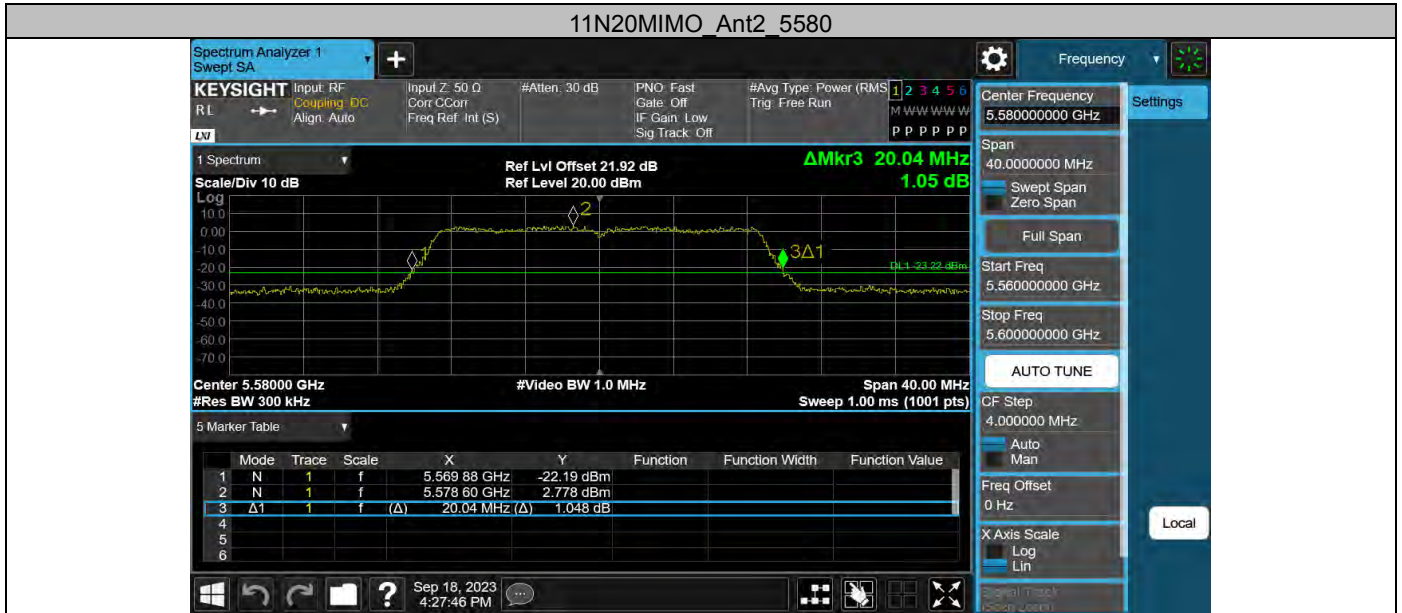 11N20MIMO_Ant2_5580
Spectrum Analyzer 1
Swept SA
+
Frequency
KEYSIGHT
RL
LXI
Input: RF
Coupling: DC
Align: Auto
Input Z: 50 Ω
Corr CCorr
Freq Ref: Int (S)
#Atten: 30 dB
PNO: Fast
Gate: Off
IF Gain: Low
Sig Track: Off
#Avg Type: Power (RMS
Trig: Free Run
1 2 3 4 5 6
M W W W W W
P P P P P P
Center Frequency
5.580000000 GHz
Settings
Span
40.0000000 MHz
Swept Span
Zero Span
Full Span
Start Freq
5.560000000 GHz
Stop Freq
5.600000000 GHz
AUTO TUNE
CF Step
4.000000 MHz
Auto
Man
Freq Offset
0 Hz
X Axis Scale
Log
Lin
Signal Track
Local
1 Spectrum
Scale/Div 10 dB
Ref Lvl Offset 21.92 dB
Ref Level 20.00 dBm
ΔMkr3 20.04 MHz
1.05 dB
Log
10.0
0.00
-10.0
-20.0
-30.0
-40.0
-50.0
-60.0
-70.0
1
2
3Δ1
DL1 -23.22 dBm
Center 5.58000 GHz
#Video BW 1.0 MHz
Span 40.00 MHz
#Res BW 300 kHz
Sweep 1.00 ms (1001 pts)
5 Marker Table
Mode Trace Scale X Y Function Function Width Function Value
1 N 1 f 5.569 88 GHz -22.19 dBm
2 N 1 f 5.578 60 GHz 2.778 dBm
3 Δ1 1 f (Δ) 20.04 MHz (Δ) 1.048 dB
4
5
6
?
Sep 18, 2023
4:27:46 PM